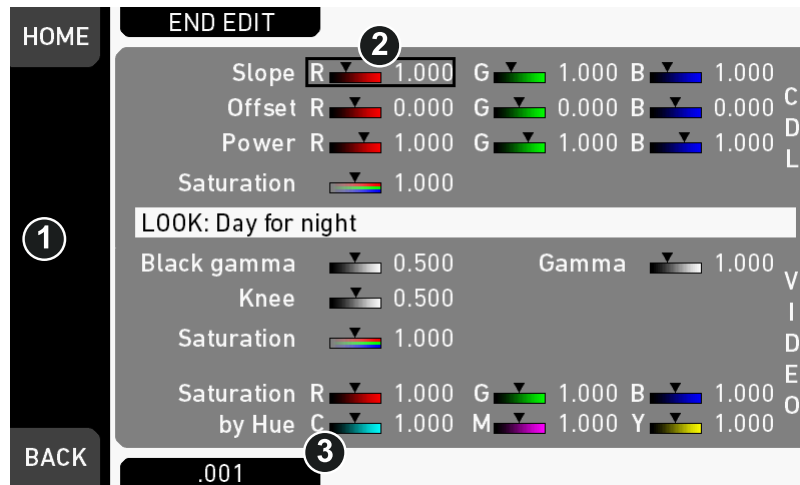 HOME
END EDIT
2
Slope R 1.000 G 1.000 B 1.000
Offset R 0.000 G 0.000 B 0.000
Power R 1.000 G 1.000 B 1.000
Saturation 1.000
CDL
LOOK: Day for night
1
Black gamma 0.500 Gamma 1.000
Knee 0.500
Saturation 1.000
Saturation R 1.000 G 1.000 B 1.000
by Hue C 1.000 M 1.000 Y 1.000
VIDEO
3
BACK
.001